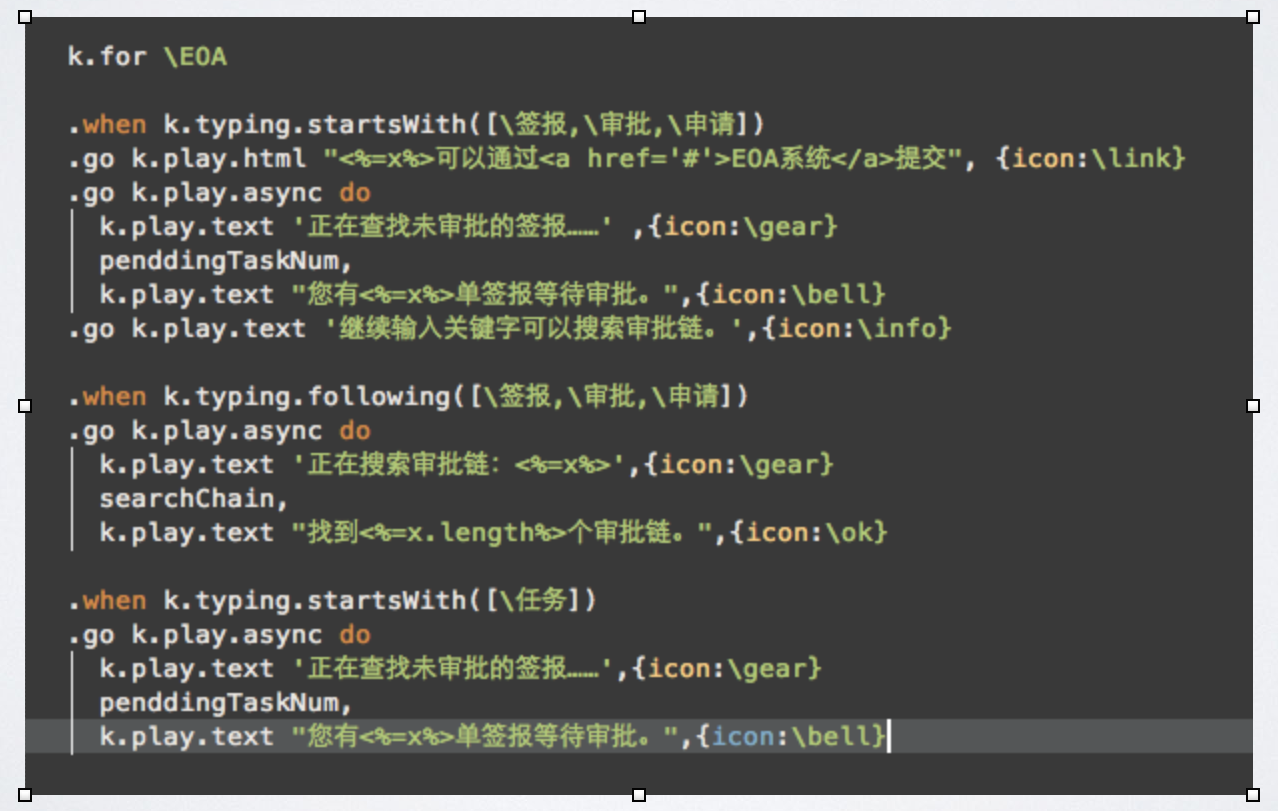 k.for \EOA
.when k.typing.startsWith([\签报,\审批,\申请])
.go k.play.html "<%=x%>可以通过<a href='#'>EOA系统</a>提交", {icon:\link}
.go k.play.async do
k.play.text '正在查找未审批的签报……' ,{icon:\gear}
penddingTaskNum,
k.play.text "您有<%=x%>单签报等待审批。",{icon:\bell}
.go k.play.text '继续输入关键字可以搜索审批链。',{icon:\info}
.when k.typing.following([\签报,\审批,\申请])
.go k.play.async do
k.play.text '正在搜索审批链：<%=x%>',{icon:\gear}
searchChain,
k.play.text "找到<%=x.length%>个审批链。",{icon:\ok}
.when k.typing.startsWith([\任务])
.go k.play.async do
k.play.text '正在查找未审批的签报……',{icon:\gear}
penddingTaskNum,
k.play.text "您有<%=x%>单签报等待审批。",{icon:\bell}